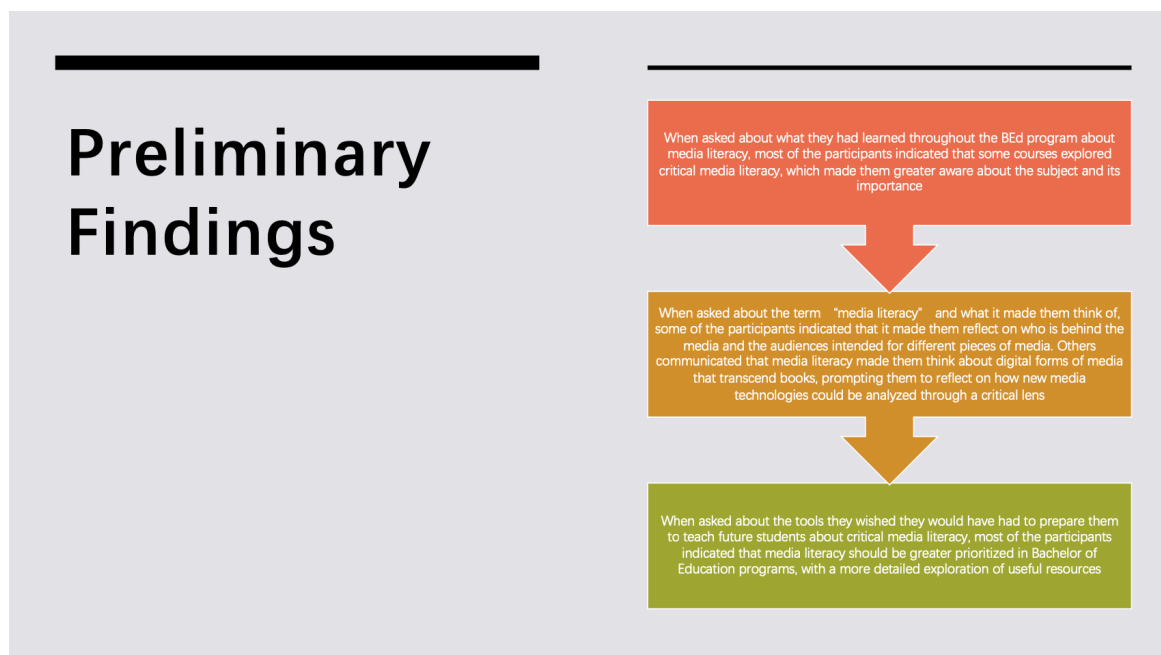 Preliminary
Findings
When asked about what they had learned throughout the BEd program about
media literacy, most of the participants indicated that some courses explored
critical media literacy, which made them greater aware about the subject and its
importance
When asked about the term “media literacy” and what it made them think of,
some of the participants indicated that it made them reflect on who is behind the
media and the audiences intended for different pieces of media. Others
communicated that media literacy made them think about digital forms of media
that transcend books, prompting them to reflect on how new media
technologies could be analyzed through a critical lens
When asked about the tools they wished they would have had to prepare them
to teach future students about critical media literacy, most of the participants
indicated that media literacy should be greater prioritized in Bachelor of
Education programs, with a more detailed exploration of useful resources